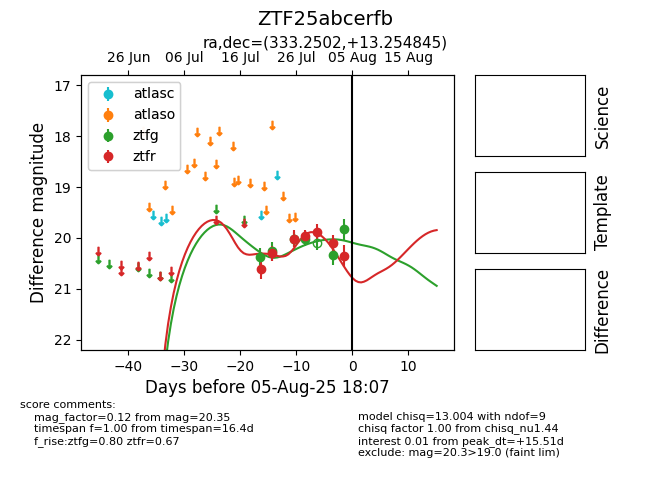 ZTF25abcerfb
ra,dec=(333.2502,+13.254845)
26 Jun 06 Jul 16 Jul 26 Jul 05 Aug 15 Aug
17
18
19
20
21
22
Difference magnitude
atlasc
atlaso
ztfg
ztfr
−40 −30 −20 −10 0 10
Days before 05-Aug-25 18:07
Science
Template
Difference
score comments:
mag_factor=0.12 from mag=20.35
timespan f=1.00 from timespan=16.4d
f_rise:ztfg=0.80 ztfr=0.67
model chisq=13.004 with ndof=9
chisq factor 1.00 from chisq_nu1.44
interest 0.01 from peak_dt=+15.51d
exclude: mag=20.3>19.0 (faint lim)